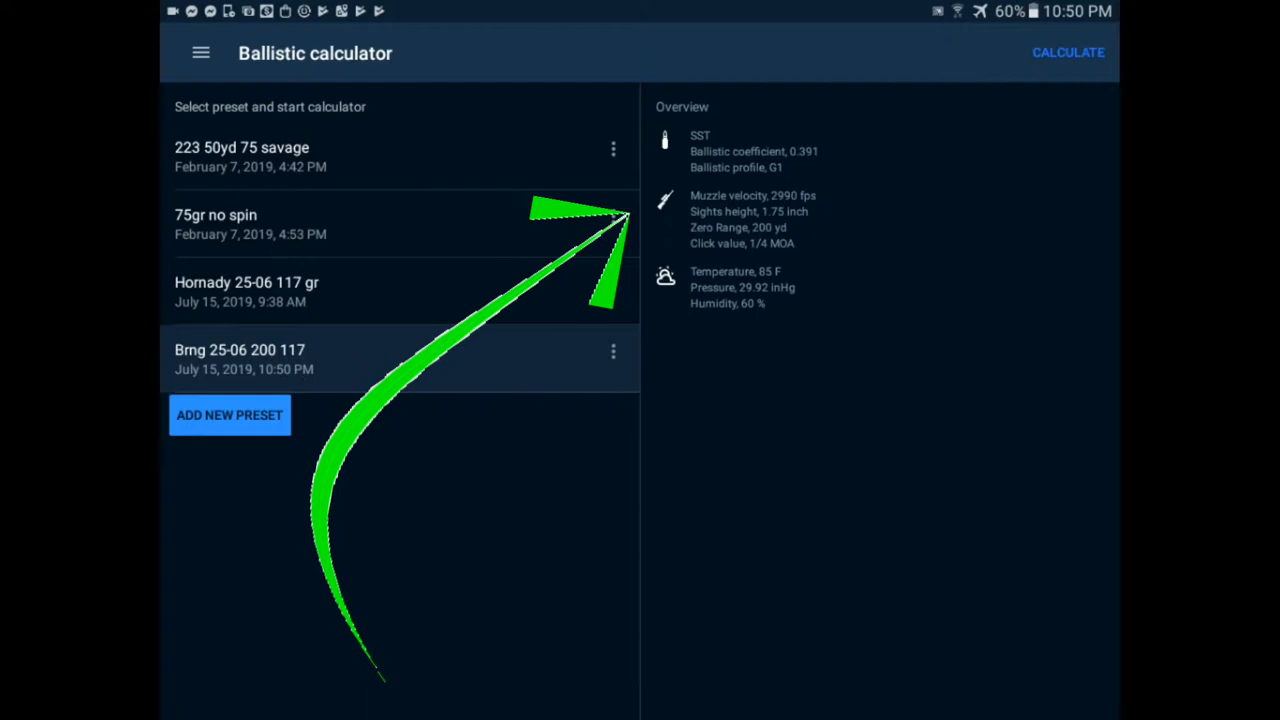 60% 10:50 PM
Ballistic calculator
CALCULATE
Select preset and start calculator
223 50yd 75 savage
February 7, 2019, 4:42 PM
75gr no spin
February 7, 2019, 4:53 PM
Hornady 25-06 117 gr
July 15, 2019, 9:38 AM
Brng 25-06 200 117
July 15, 2019, 10:50 PM
ADD NEW PRESET
Overview
SST
Ballistic coefficient, 0.391
Ballistic profile, G1
Muzzle velocity, 2990 fps
Sights height, 1.75 inch
Zero Range, 200 yd
Click value, 1/4 MOA
Temperature, 85 F
Pressure, 29.92 inHg
Humidity, 60 %